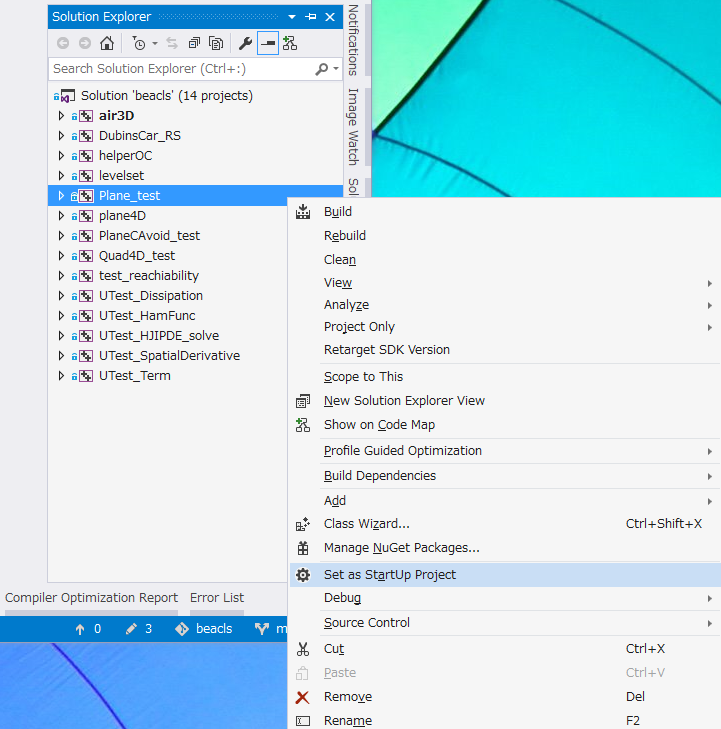 Solution Explorer
Search Solution Explorer (Ctrl+:)
Solution 'beacls' (14 projects)
air3D
DubinsCar_RS
helperOC
levelset
Plane_test
plane4D
PlaneCAvoid_test
Quad4D_test
test_reachiability
UTest_Dissipation
UTest_HamFunc
UTest_HJIPDE_solve
UTest_SpatialDerivative
UTest_Term
Notifications
Image Watch
Sol
Build
Rebuild
Clean
View
Analyze
Project Only
Retarget SDK Version
Scope to This
New Solution Explorer View
Show on Code Map
Profile Guided Optimization
Build Dependencies
Add
Class Wizard... Ctrl+Shift+X
Manage NuGet Packages...
Set as StartUp Project
Debug
Source Control
Cut Ctrl+X
Paste Ctrl+V
Remove Del
Rename F2
Compiler Optimization Report Error List
0 3 beacls m